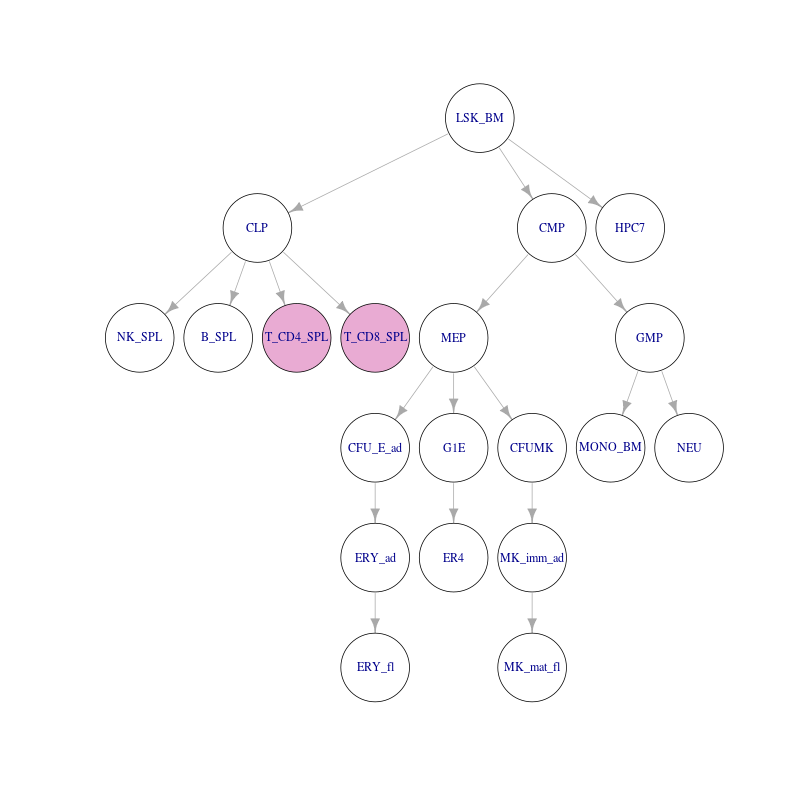 LSK_BM
CLP
CMP
HPC7
NK_SPL
B_SPL
T_CD4_SPL
T_CD8_SPL
MEP
GMP
CFU_E_ad
G1E
CFUMK
MONO_BM
NEU
ERY_ad
ER4
MK_imm_ad
ERY_fl
MK_mat_fl